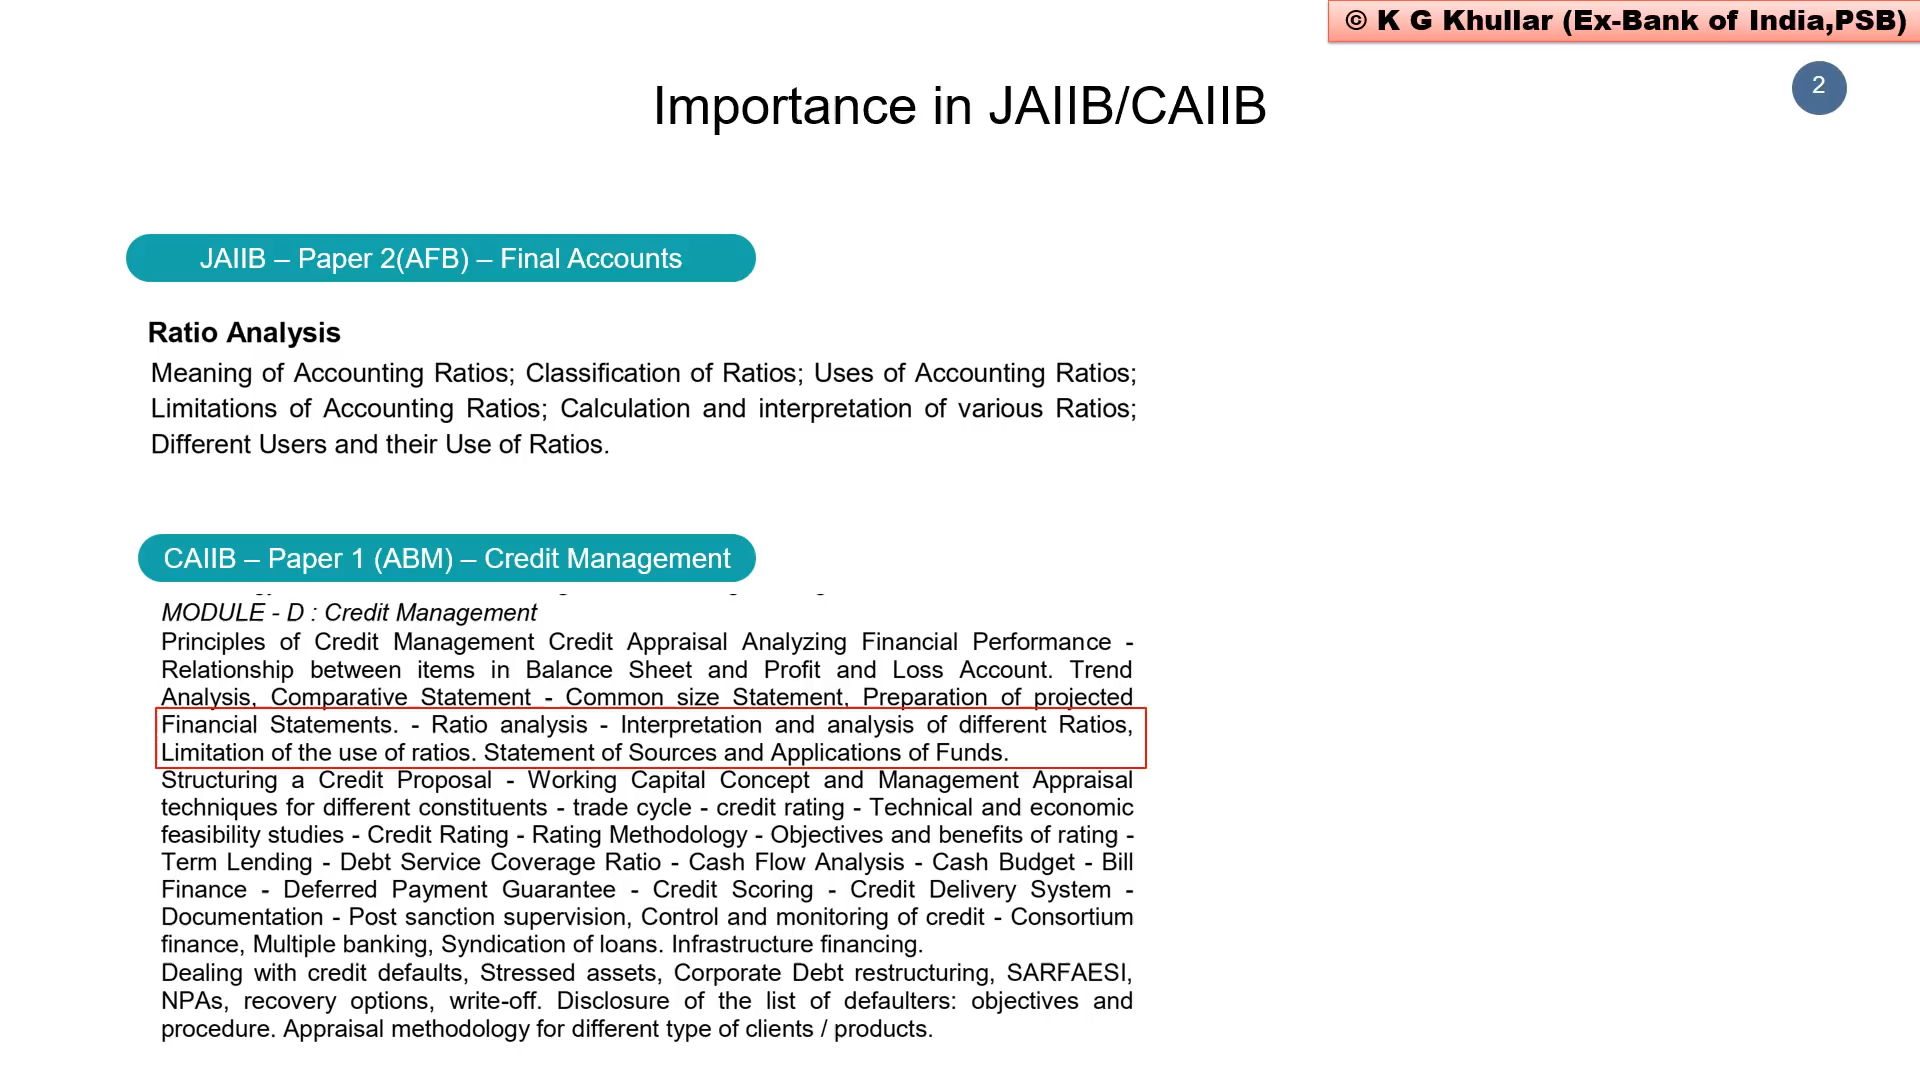 © K G Khullar (Ex-Bank of India,PSB)
2
Importance in JAIIB/CAIIB
JAIIB – Paper 2(AFB) – Final Accounts
Ratio Analysis
Meaning of Accounting Ratios; Classification of Ratios; Uses of Accounting Ratios;
Limitations of Accounting Ratios; Calculation and interpretation of various Ratios;
Different Users and their Use of Ratios.
CAIIB – Paper 1 (ABM) – Credit Management
MODULE - D : Credit Management
Principles of Credit Management Credit Appraisal Analyzing Financial Performance -
Relationship between items in Balance Sheet and Profit and Loss Account. Trend
Analysis, Comparative Statement - Common size Statement, Preparation of projected
Financial Statements. - Ratio analysis - Interpretation and analysis of different Ratios,
Limitation of the use of ratios. Statement of Sources and Applications of Funds.
Structuring a Credit Proposal - Working Capital Concept and Management Appraisal
techniques for different constituents - trade cycle - credit rating - Technical and economic
feasibility studies - Credit Rating - Rating Methodology - Objectives and benefits of rating -
Term Lending - Debt Service Coverage Ratio - Cash Flow Analysis - Cash Budget - Bill
Finance - Deferred Payment Guarantee - Credit Scoring - Credit Delivery System -
Documentation - Post sanction supervision, Control and monitoring of credit - Consortium
finance, Multiple banking, Syndication of loans. Infrastructure financing.
Dealing with credit defaults, Stressed assets, Corporate Debt restructuring, SARFAESI,
NPAs, recovery options, write-off. Disclosure of the list of defaulters: objectives and
procedure. Appraisal methodology for different type of clients / products.